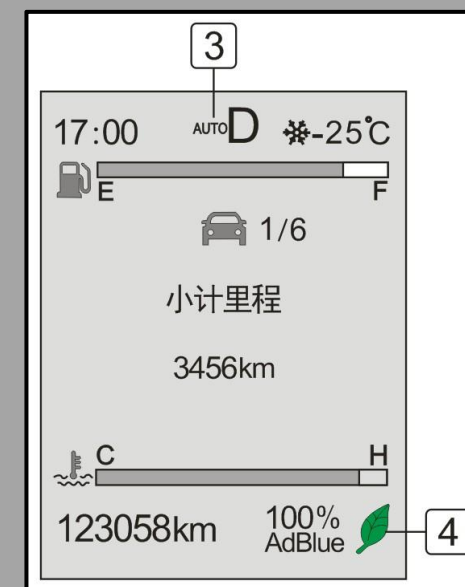 3
17:00 AUTO D -25℃
E F
1/6
小计里程
3456km
C H
123058km 100% AdBlue
4